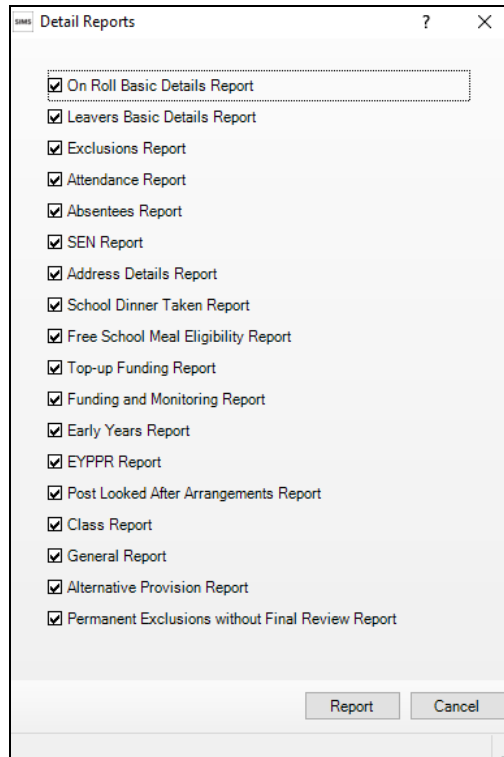 SIMS Detail Reports ? X
On Roll Basic Details Report
Leavers Basic Details Report
Exclusions Report
Attendance Report
Absentees Report
SEN Report
Address Details Report
School Dinner Taken Report
Free School Meal Eligibility Report
Top-up Funding Report
Funding and Monitoring Report
Early Years Report
EYPPR Report
Post Looked After Arrangements Report
Class Report
General Report
Alternative Provision Report
Permanent Exclusions without Final Review Report
Report Cancel